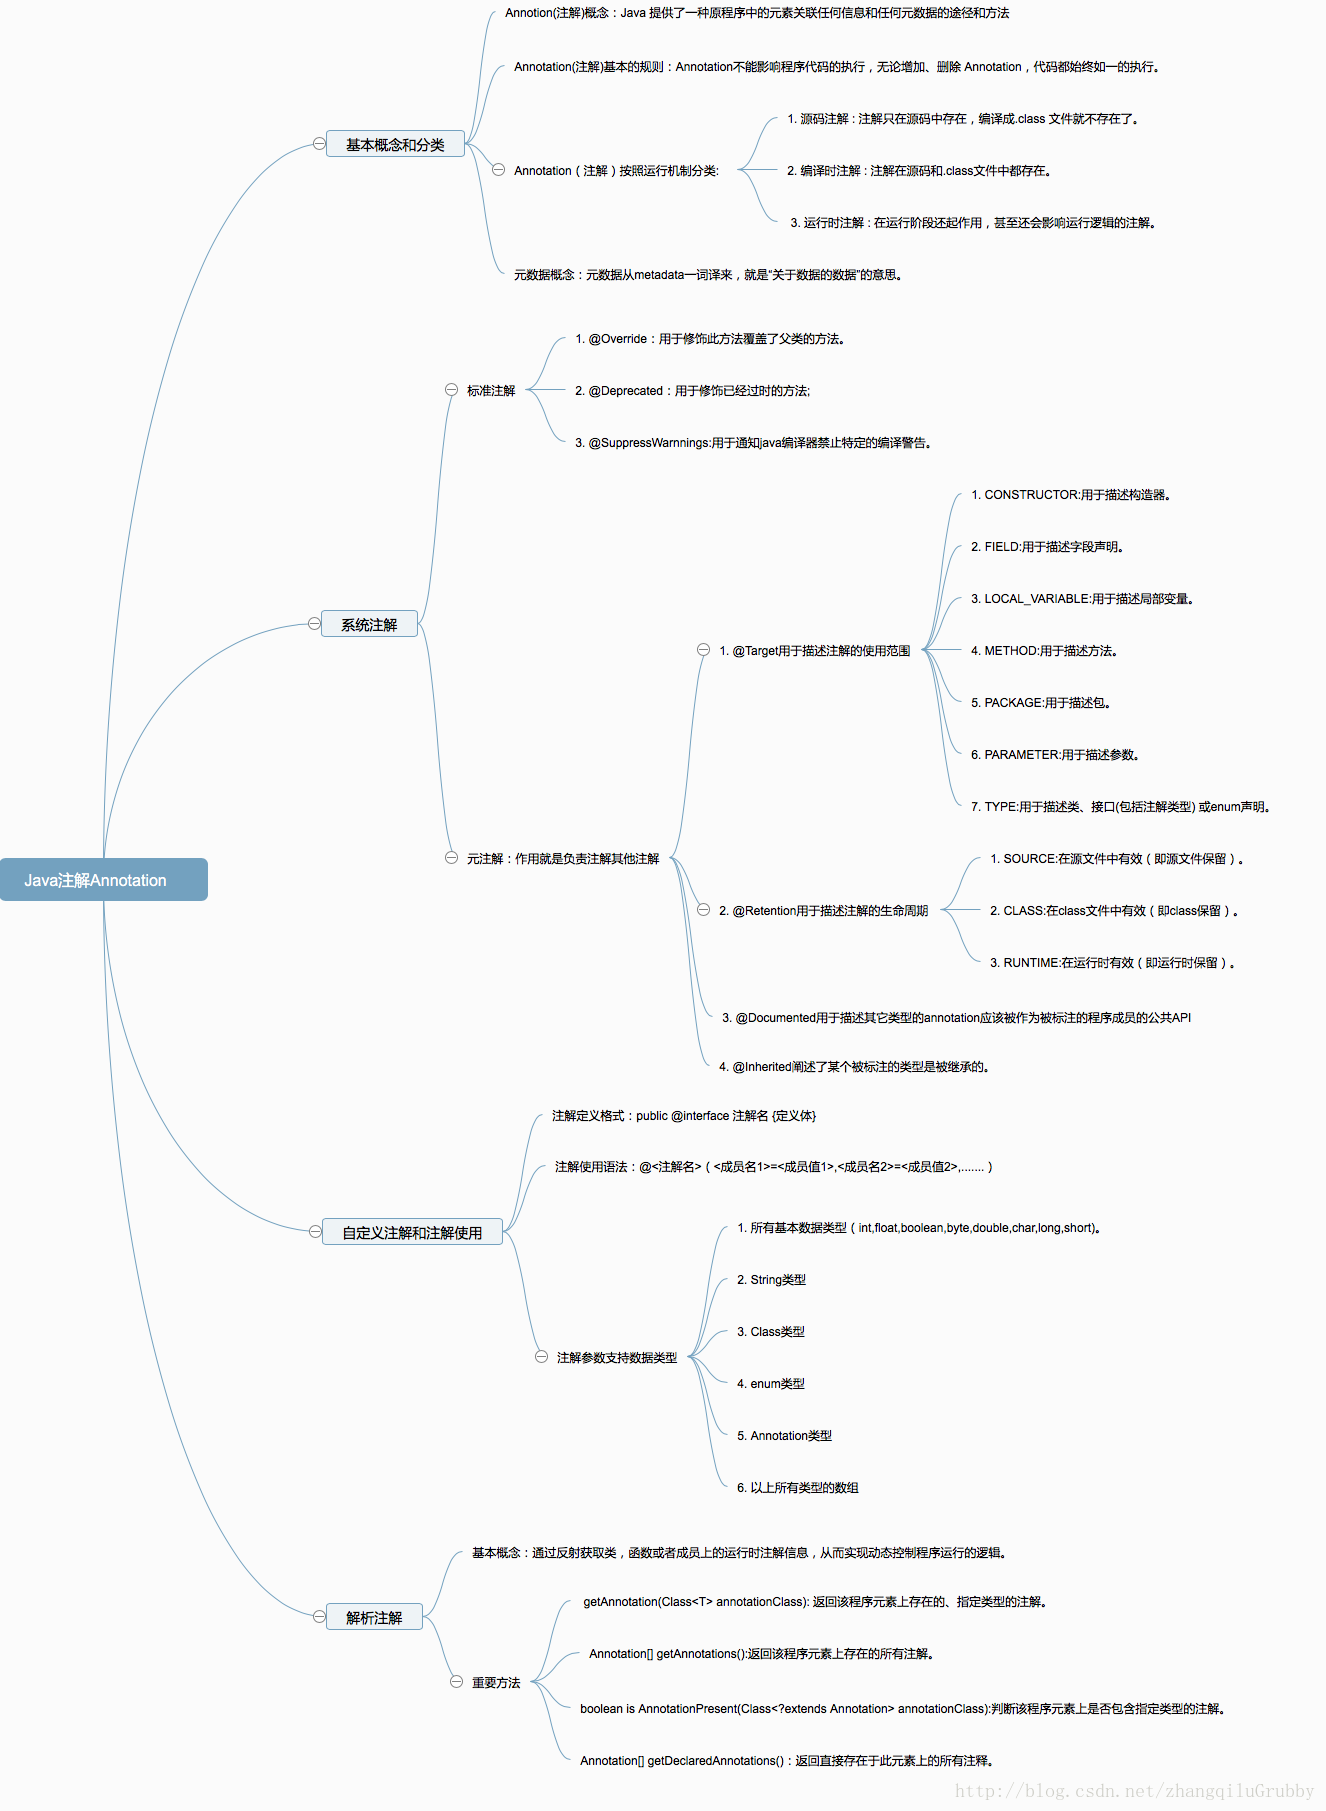 Annotion(注解)概念：Java 提供了一种原程序中的元素关联任何信息和任何元数据的途径和方法
Annotation(注解)基本的规则：Annotation不能影响程序代码的执行，无论增加、删除 Annotation，代码都始终如一的执行。
基本概念和分类
1. 源码注解 : 注解只在源码中存在，编译成.class 文件就不存在了。
Annotation（注解）按照运行机制分类:
2. 编译时注解 : 注解在源码和.class文件中都存在。
3. 运行时注解 : 在运行阶段还起作用，甚至还会影响运行逻辑的注解。
元数据概念：元数据从metadata一词译来，就是“关于数据的数据”的意思。
1. @Override：用于修饰此方法覆盖了父类的方法。
标准注解
2. @Deprecated：用于修饰已经过时的方法;
3. @SuppressWarnnings:用于通知java编译器禁止特定的编译警告。
系统注解
1. CONSTRUCTOR:用于描述构造器。
2. FIELD:用于描述字段声明。
3. LOCAL_VARIABLE:用于描述局部变量。
1. @Target用于描述注解的使用范围
4. METHOD:用于描述方法。
5. PACKAGE:用于描述包。
6. PARAMETER:用于描述参数。
7. TYPE:用于描述类、接口(包括注解类型) 或enum声明。
元注解：作用就是负责注解其他注解
1. SOURCE:在源文件中有效（即源文件保留）。
Java注解Annotation
2. @Retention用于描述注解的生命周期
2. CLASS:在class文件中有效（即class保留）。
3. RUNTIME:在运行时有效（即运行时保留）。
3. @Documented用于描述其它类型的annotation应该被作为被标注的程序成员的公共API
4. @Inherited阐述了某个被标注的类型是被继承的。
注解定义格式：public @interface 注解名 {定义体}
注解使用语法：@<注解名>（<成员名1>=<成员值1>,<成员名2>=<成员值2>,.......）
自定义注解和注解使用
1. 所有基本数据类型（int,float,boolean,byte,double,char,long,short)。
2. String类型
3. Class类型
注解参数支持数据类型
4. enum类型
5. Annotation类型
6. 以上所有类型的数组
基本概念：通过反射获取类，函数或者成员上的运行时注解信息，从而实现动态控制程序运行的逻辑。
解析注解
getAnnotation(Class<T> annotationClass): 返回该程序元素上存在的、指定类型的注解。
Annotation[] getAnnotations():返回该程序元素上存在的所有注解。
重要方法
boolean is AnnotationPresent(Class<?extends Annotation> annotationClass):判断该程序元素上是否包含指定类型的注解。
Annotation[] getDeclaredAnnotations()：返回直接存在于此元素上的所有注释。
http://blog.csdn.net/zhangqiluGrubby